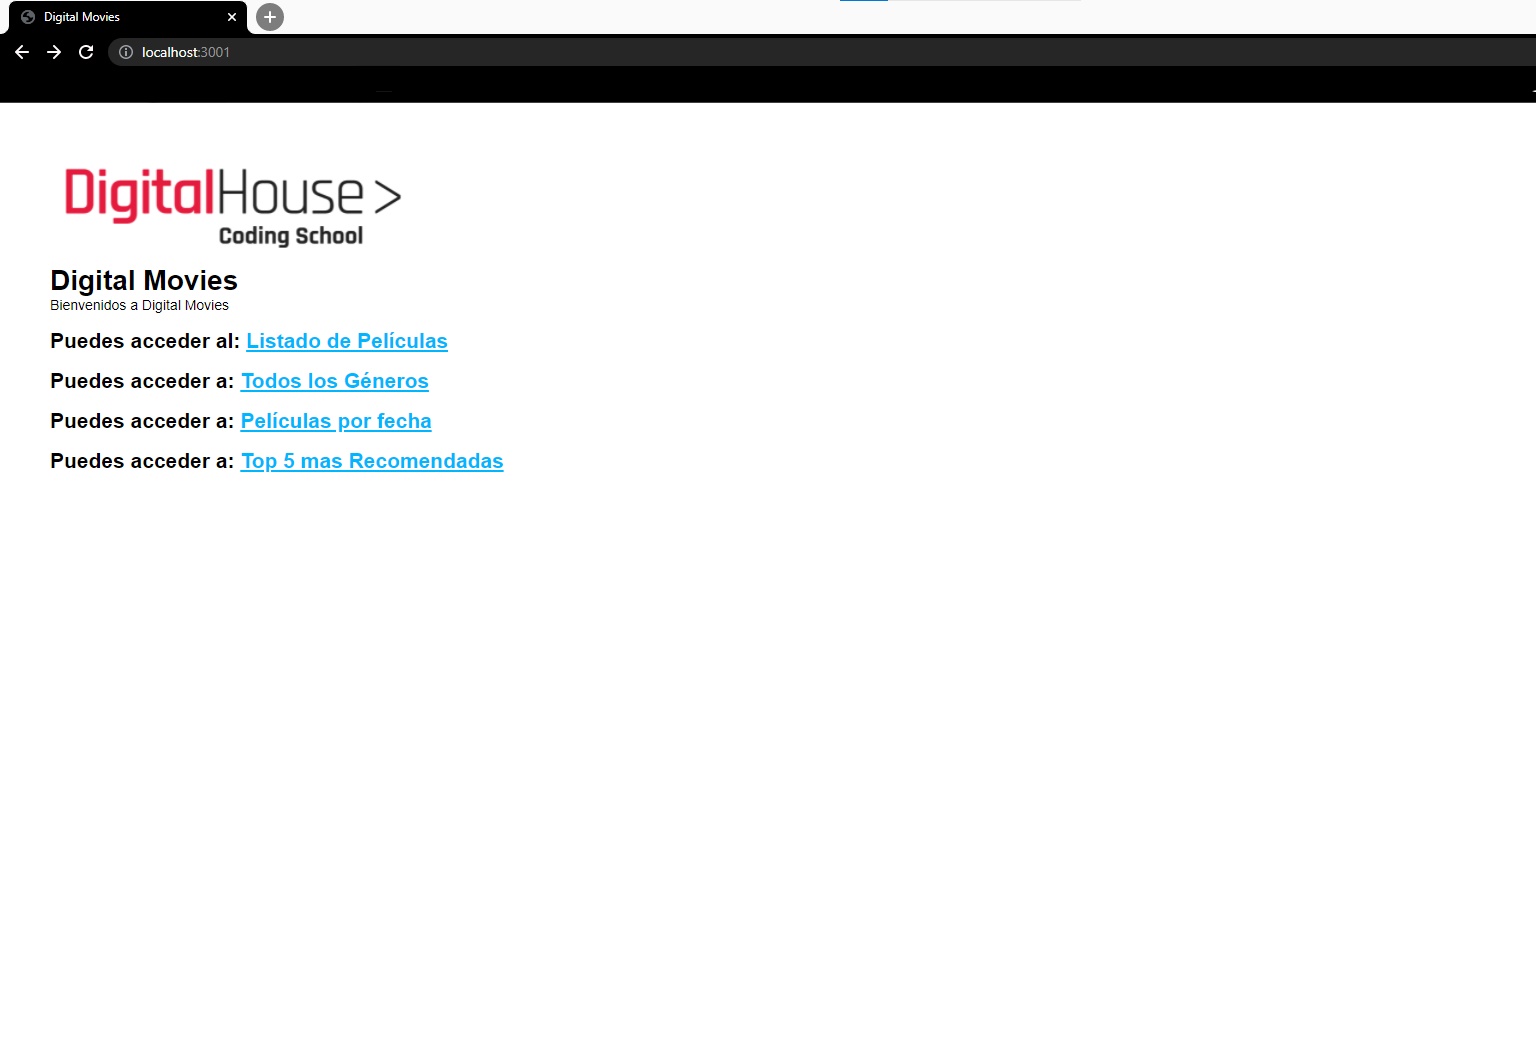 Digital Movies
localhost:3001
DigitalHouse >
Coding School
Digital Movies
Bienvenidos a Digital Movies
Puedes acceder al: Listado de Películas
Puedes acceder a: Todos los Géneros
Puedes acceder a: Películas por fecha
Puedes acceder a: Top 5 mas Recomendadas